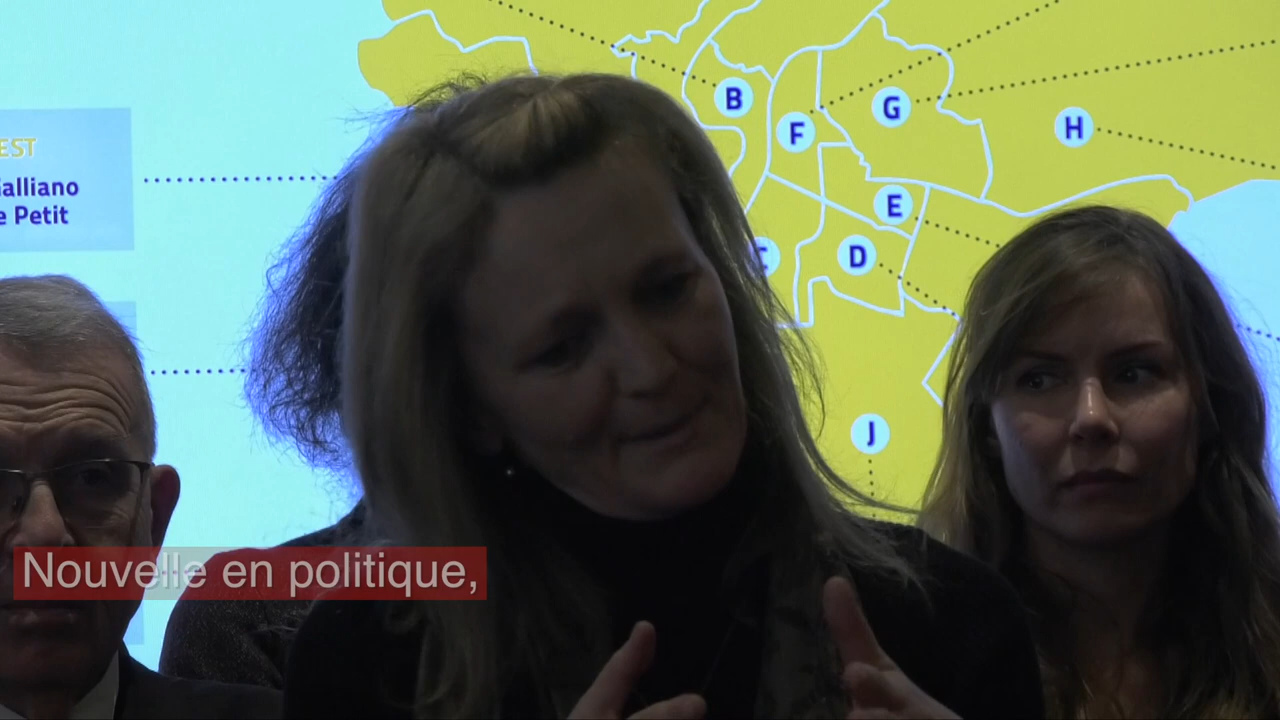 B
G
H
F
EST
alliano
E
e Petit
D
J
Nouvelle en politique,